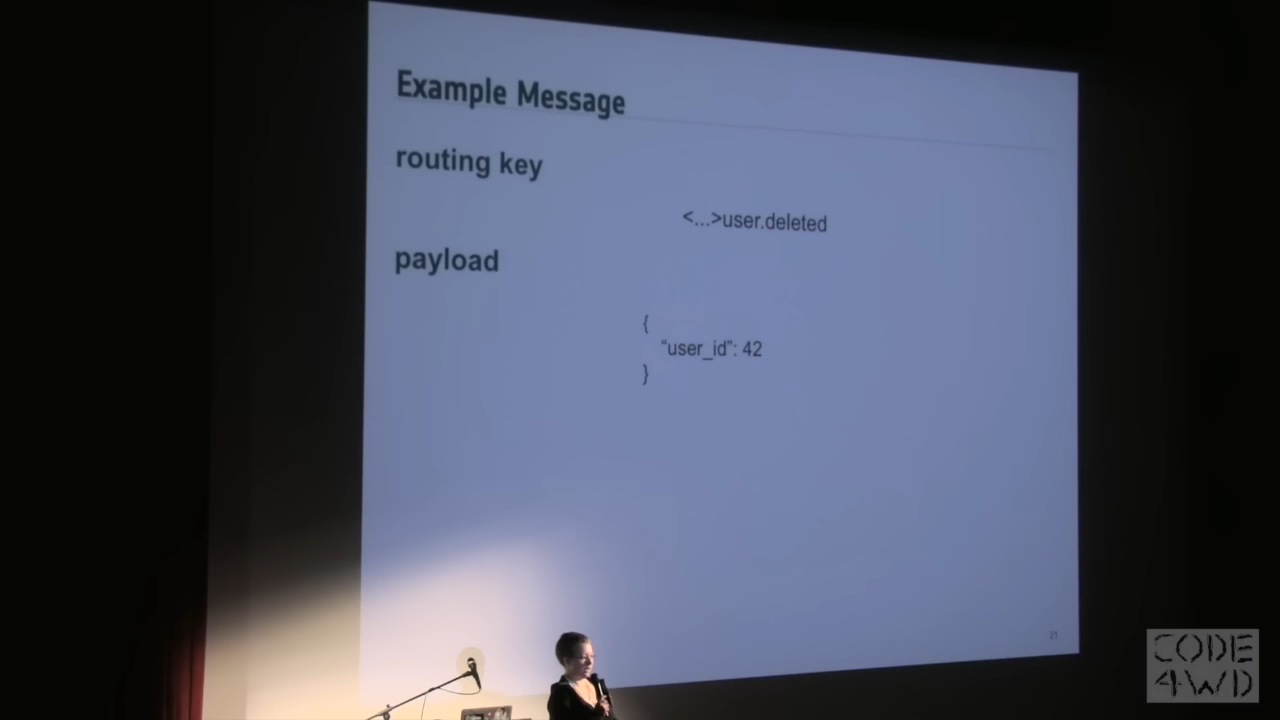 Example Message
routing key
<...>user.deleted
payload
{
“user_id”: 42
}
21
CODE
4WD